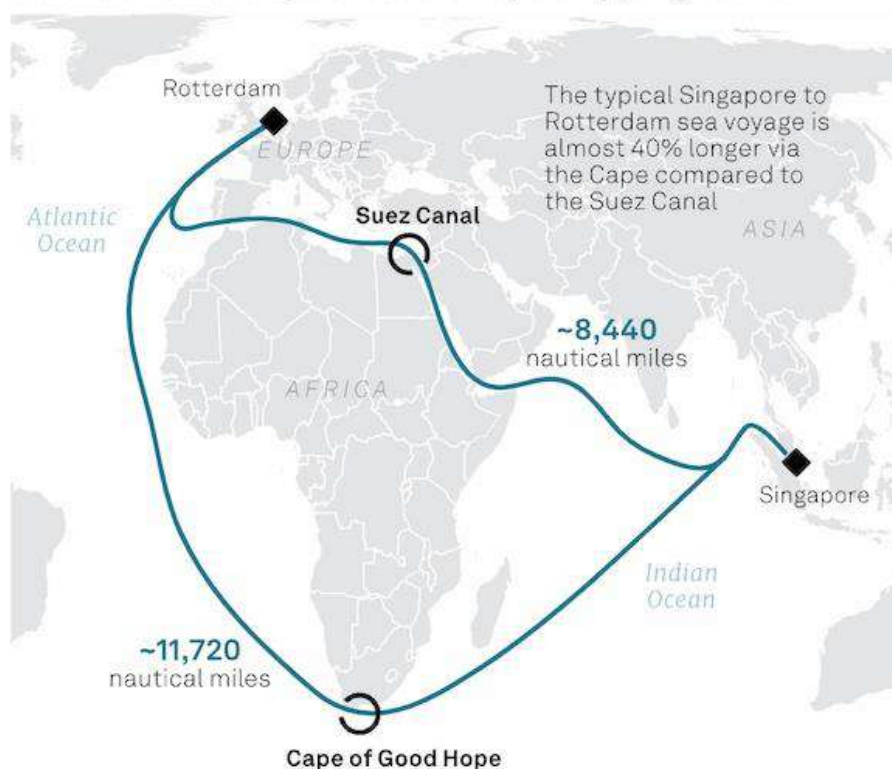 Rotterdam
The typical Singapore to
Rotterdam sea voyage is
almost 40% longer via
the Cape compared to
the Suez Canal
EUROPE
Atlantic
Ocean
Suez Canal
ASIA
~8,440
nautical miles
AFRICA
Singapore
Indian
Ocean
~11,720
nautical miles
Cape of Good Hope